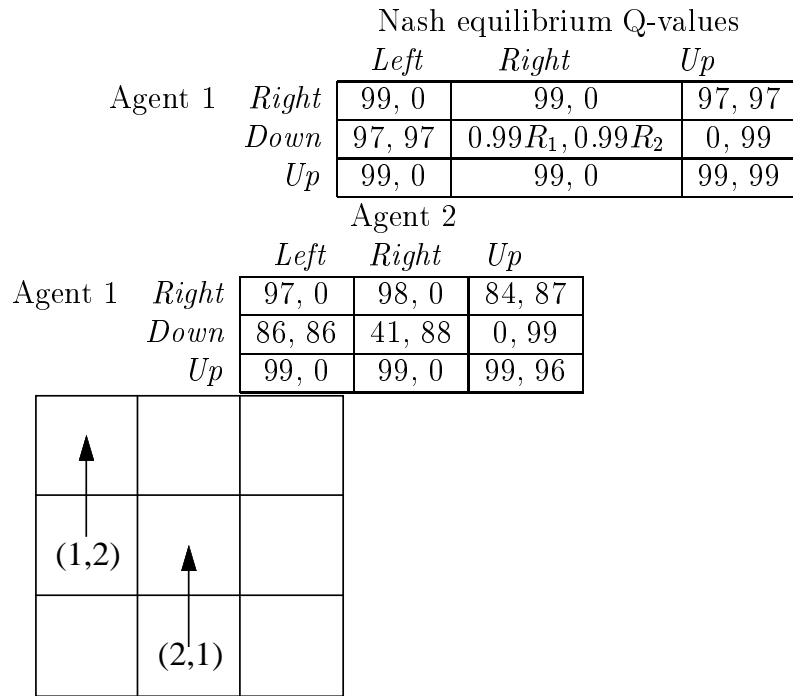 Nash equilibrium Q-values
Left Right Up
Agent 1 Right 99, 0 99, 0 97, 97
Down 97, 97 0.99R₁, 0.99R₂ 0, 99
Up 99, 0 99, 0 99, 99
Agent 2
Left Right Up
Agent 1 Right 97, 0 98, 0 84, 87
Down 86, 86 41, 88 0, 99
Up 99, 0 99, 0 99, 96
(1,2)
(2,1)